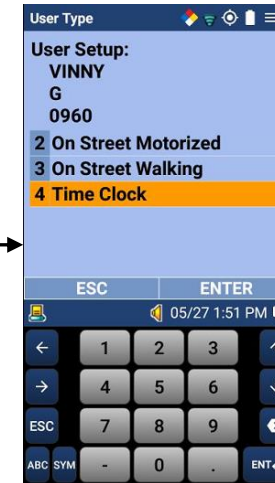 User Type
User Setup:
VINNY
G
0960
2 On Street Motorized
3 On Street Walking
4 Time Clock
ESC ENTER
05/27 1:51 PM
← 1 2 3
→ 4 5 6
ESC 7 8 9
ABC SYM - 0 . ENT